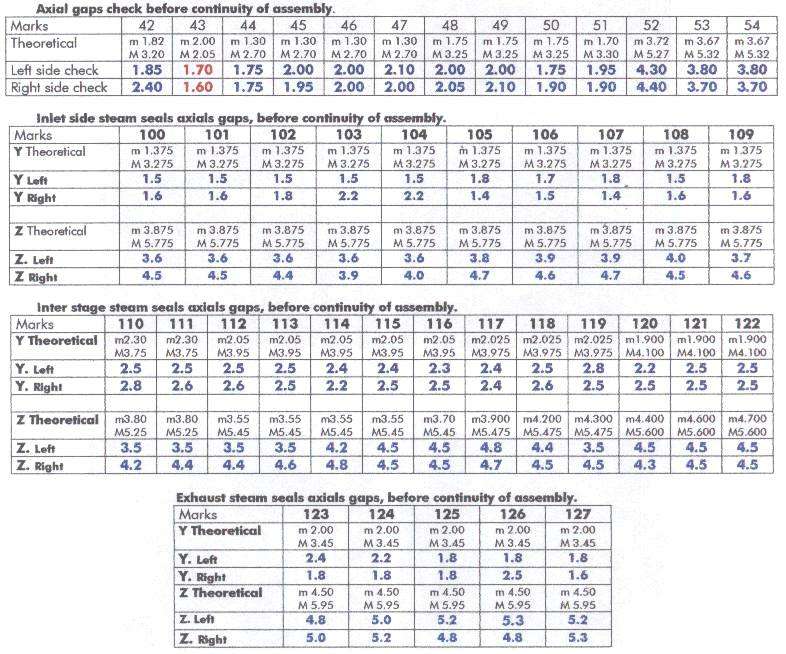 Axial gaps check before continuity of assembly.
Marks 42 43 44 45 46 47 48 49 50 51 52 53 54
Theoretical m 1.82 m 2.00 m 1.30 m 1.30 m 1.30 m 1.30 m 1.75 m 1.75 m 1.75 m 1.75 m 3.72 m 3.67 m 3.67
M 3.20 M 2.05 M 2.70 M 2.70 M 2.70 M 2.70 M 3.25 M 3.25 M 3.25 M 3.30 M 5.27 M 5.32 M 5.32
Left side check 1.85 1.70 1.75 2.00 2.00 2.10 2.00 2.00 1.75 1.95 4.30 3.80 3.80
Right side check 2.40 1.60 1.75 1.95 2.00 2.00 2.05 2.10 1.90 1.90 4.40 3.70 3.70
Inlet side steam seals axials gaps, before continuity of assembly.
Marks 100 101 102 103 104 105 106 107 108 109
Y Theoretical m 1.375 m 1.375 m 1.375 m 1.375 m 1.375 m 1.375 m 1.375 m 1.375 m 1.375 m 1.375
M 3.275 M 3.275 M 3.275 M 3.275 M 3.275 M 3.275 M 3.275 M 3.275 M 3.275 M 3.275
Y Left 1.5 1.5 1.5 1.5 1.5 1.8 1.7 1.8 1.5 1.8
Y Right 1.6 1.6 1.8 2.2 2.2 1.4 1.5 1.4 1.6 1.6
Z Theoretical m 3.875 m 3.875 m 3.875 m 3.875 m 3.875 m 3.875 m 3.875 m 3.875 m 3.875 m 3.875
M 5.775 M 5.775 M 5.775 M 5.775 M 5.775 M 5.775 M 5.775 M 5.775 M 5.775 M 5.775
Z. Left 3.6 3.6 3.6 3.6 3.6 3.8 3.9 3.9 4.0 3.7
Z Right 4.5 4.5 4.4 3.9 4.0 4.7 4.6 4.7 4.5 4.6
Inter stage steam seals axials gaps, before continuity of assembly.
Marks 110 111 112 113 114 115 116 117 118 119 120 121 122
Y Theoretical m2.30 m2.30 m2.05 m2.05 m2.05 m2.05 m2.05 m2.025 m2.025 m2.025 m1.900 m1.900 m1.900
M3.75 M3.75 M3.95 M3.95 M3.95 M3.95 M3.95 M3.975 M3.975 M3.975 M4.100 M4.100 M4.100
Y. Left 2.5 2.5 2.5 2.5 2.4 2.4 2.3 2.4 2.5 2.8 2.2 2.5 2.5
Y. Right 2.8 2.6 2.6 2.5 2.2 2.5 2.5 2.4 2.6 2.5 2.5 2.5 2.5
Z Theoretical m3.80 m3.80 m3.55 m3.55 m3.55 m3.55 m3.70 m3.900 m4.200 m4.300 m4.400 m4.600 m4.700
M5.25 M5.25 M5.45 M5.45 M5.45 M5.45 M5.45 M5.475 M5.475 M5.475 M5.600 M5.600 M5.600
Z. Left 3.5 3.5 3.5 3.5 4.2 4.5 4.5 4.8 4.4 3.5 4.5 4.5 4.5
Z. Right 4.2 4.4 4.4 4.6 4.8 4.5 4.5 4.7 4.5 4.5 4.3 4.5 4.5
Exhaust steam seals axials gaps, before continuity of assembly.
Marks 123 124 125 126 127
Y Theoretical m 2.00 m 2.00 m 2.00 m 2.00 m 2.00
M 3.45 M 3.45 M 3.45 M 3.45 M 3.45
Y. Left 2.4 2.2 1.8 1.8 1.8
Y. Right 1.8 1.8 1.8 2.5 1.6
Z Theoretical m 4.50 m 4.50 m 4.50 m 4.50 m 4.50
M 5.95 M 5.95 M 5.95 M 5.95 M 5.95
Z. Left 4.8 5.0 5.2 5.3 5.2
Z. Right 5.0 5.2 4.8 4.8 5.3